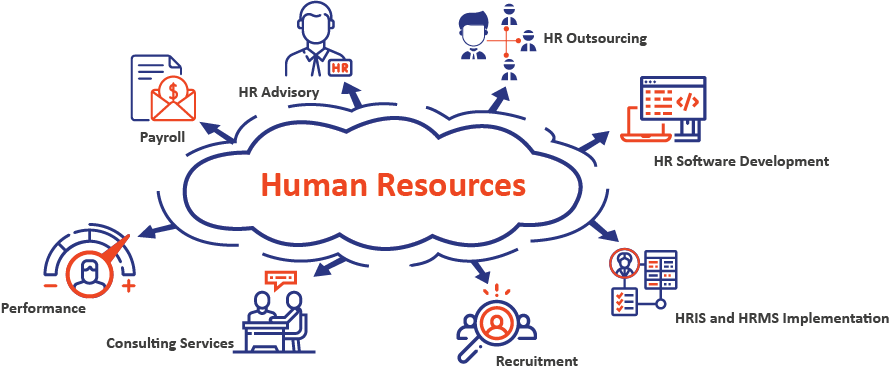 HR Outsourcing
HR
HR Advisory
$
Payroll
</>
HR Software Development
Human Resources
Performance
- +
HRIS and HRMS Implementation
Consulting Services
Recruitment